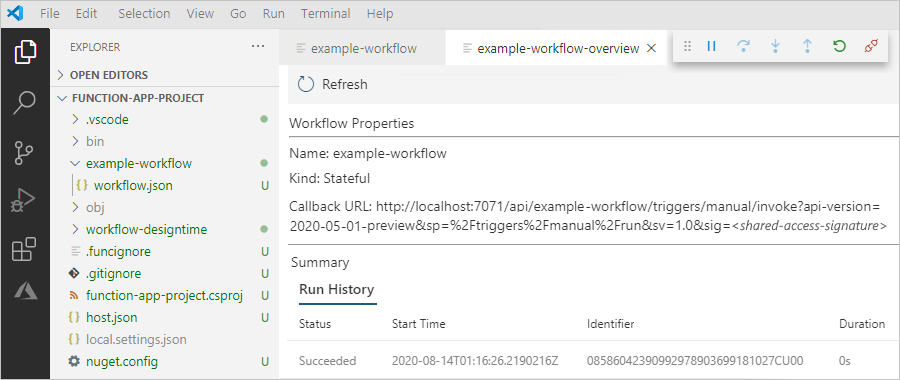 File Edit Selection View Go Run Terminal Help
EXPLORER
OPEN EDITORS
FUNCTION-APP-PROJECT
.vscode
bin
example-workflow
{} workflow.json U
obj
workflow-designtime
.funcignore U
.gitignore U
function-app-project.csproj U
{} host.json U
{} local.settings.json
nuget.config U
example-workflow
example-workflow-overview
Refresh
Workflow Properties
Name: example-workflow
Kind: Stateful
Callback URL: http://localhost:7071/api/example-workflow/triggers/manual/invoke?api-version=
2020-05-01-preview&sp=%2Ftriggers%2Fmanual%2Frun&sv=1.0&sig=<shared-access-signature>
Summary
Run History
Status Start Time Identifier Duration
Succeeded 2020-08-14T01:16:26.2190216Z 08586042390992978903699181027CU00 0s